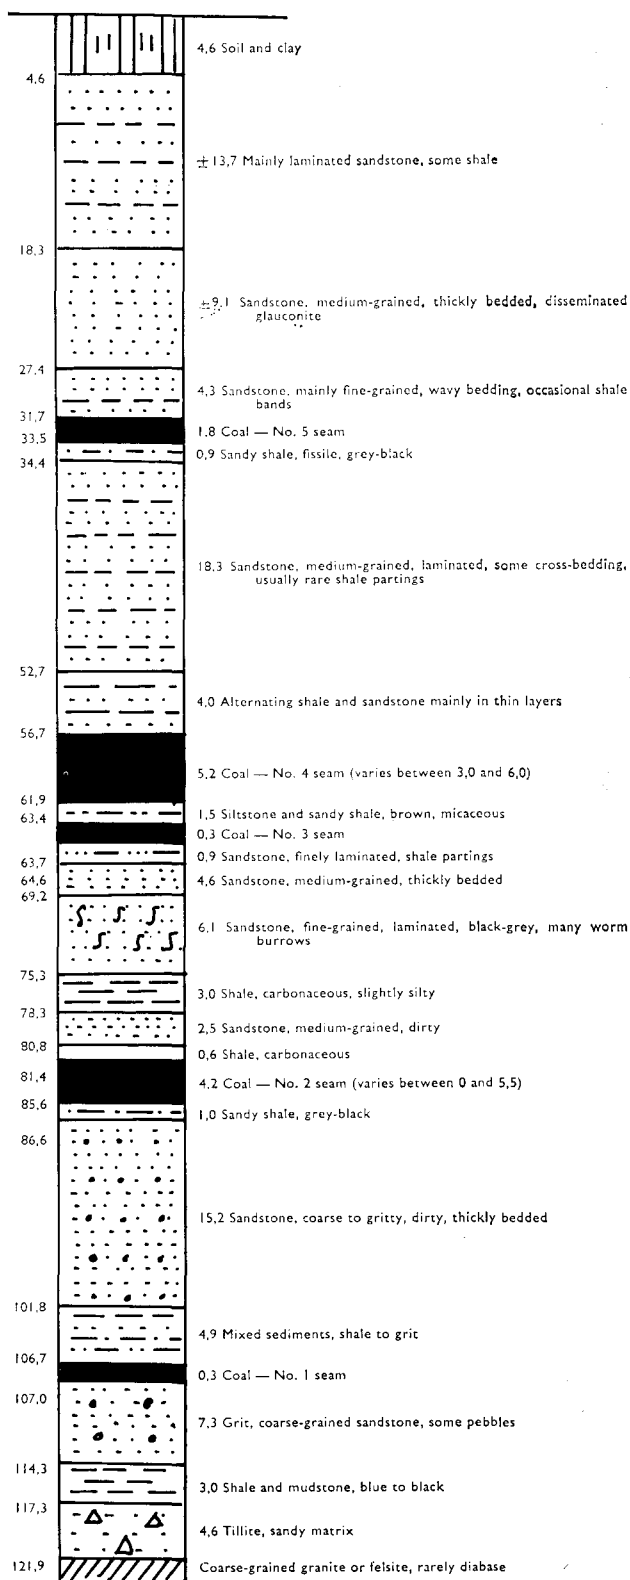 4,6 Soil and clay
4,6
± 13,7 Mainly laminated sandstone, some shale
18,3
±9,1 Sandstone, medium-grained, thickly bedded, disseminated
glauconite
27,4
4,3 Sandstone, mainly fine-grained, wavy bedding, occasional shale
bands
31,7
1,8 Coal — No. 5 seam
33,5
0,9 Sandy shale, fissile, grey-black
34,4
18,3 Sandstone, medium-grained, laminated, some cross-bedding,
usually rare shale partings
52,7
4,0 Alternating shale and sandstone mainly in thin layers
56,7
5,2 Coal — No. 4 seam (varies between 3,0 and 6,0)
61,9
1,5 Siltstone and sandy shale, brown, micaceous
63,4
0,3 Coal — No. 3 seam
0,9 Sandstone, finely laminated, shale partings
63,7
64,6
4,6 Sandstone, medium-grained, thickly bedded
69,2
6,1 Sandstone, fine-grained, laminated, black-grey, many worm
burrows
75,3
3,0 Shale, carbonaceous, slightly silty
78,3
2,5 Sandstone, medium-grained, dirty
80,8
0,6 Shale, carbonaceous
81,4
4,2 Coal — No. 2 seam (varies between 0 and 5,5)
85,6
1,0 Sandy shale, grey-black
86,6
15,2 Sandstone, coarse to gritty, dirty, thickly bedded
101,8
4,9 Mixed sediments, shale to grit
106,7
0,3 Coal — No. 1 seam
107,0
7,3 Grit, coarse-grained sandstone, some pebbles
114,3
3,0 Shale and mudstone, blue to black
117,3
4,6 Tillite, sandy matrix
121,9
Coarse-grained granite or felsite, rarely diabase